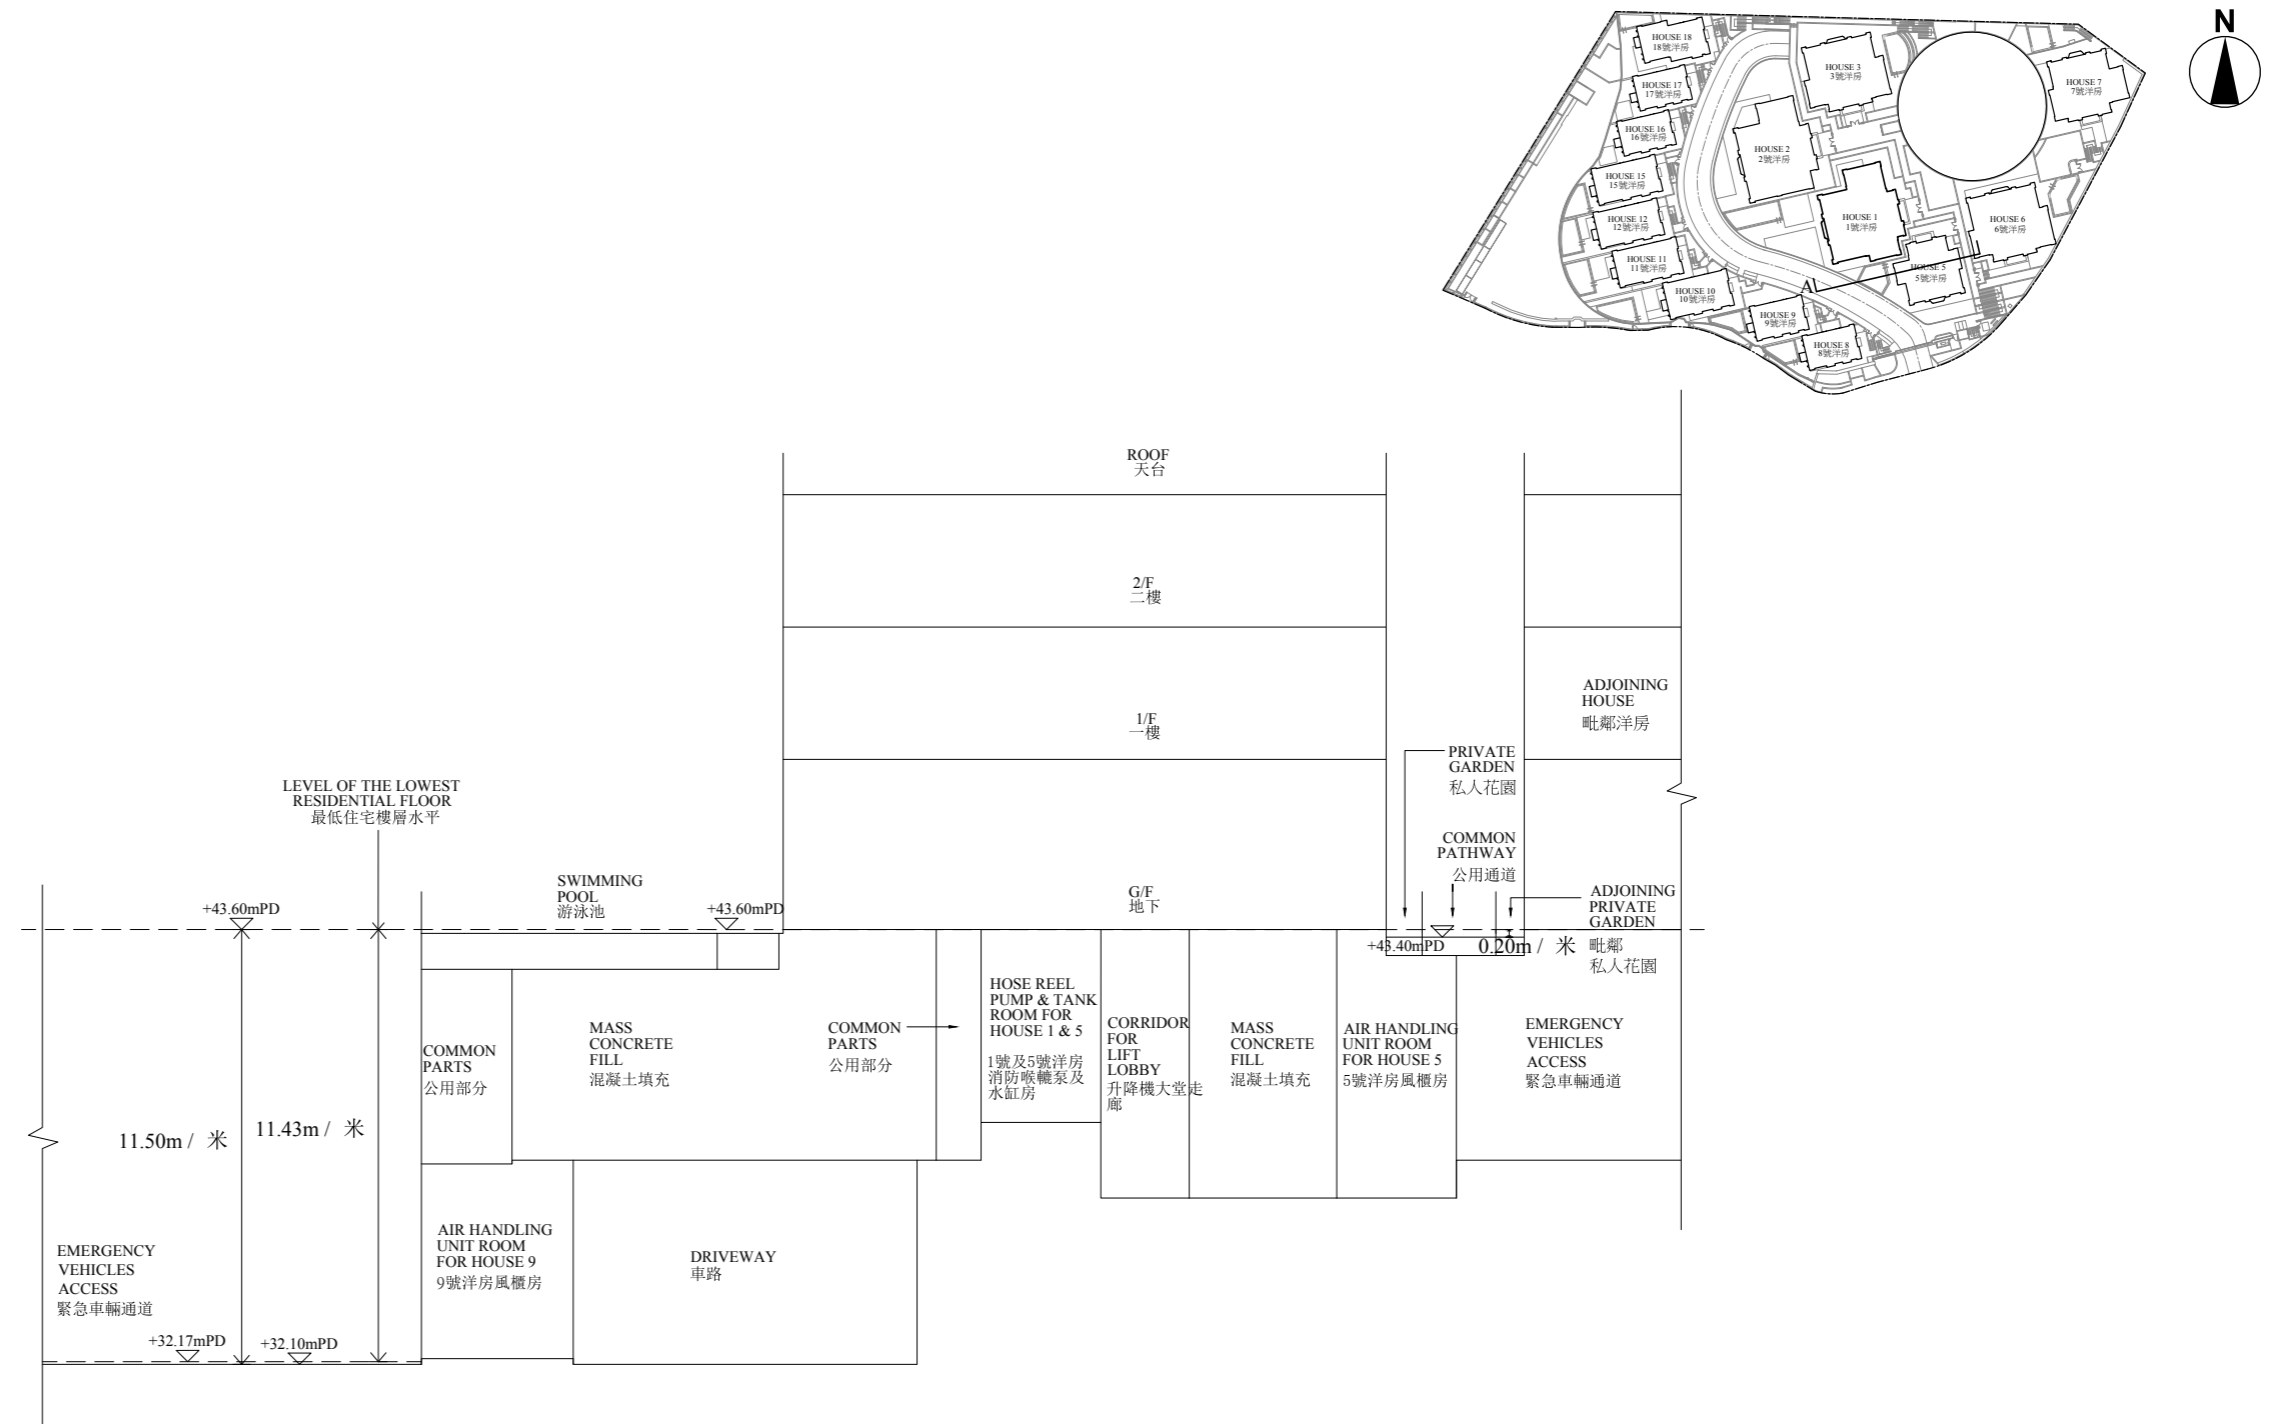 N
HOUSE 18
18號洋房
HOUSE 17
17號洋房
HOUSE 16
16號洋房
HOUSE 15
15號洋房
HOUSE 12
12號洋房
HOUSE 11
11號洋房
HOUSE 10
10號洋房
HOUSE 9
9號洋房
HOUSE 8
8號洋房
HOUSE 3
3號洋房
HOUSE 2
2號洋房
HOUSE 1
1號洋房
HOUSE 5
5號洋房
HOUSE 6
6號洋房
HOUSE 7
7號洋房
A
ROOF
天台
2/F
二樓
1/F
一樓
G/F
地下
ADJOINING
HOUSE
毗鄰洋房
PRIVATE
GARDEN
私人花園
COMMON
PATHWAY
公用通道
ADJOINING
PRIVATE
GARDEN
毗鄰
私人花園
LEVEL OF THE LOWEST
RESIDENTIAL FLOOR
最低住宅樓層水平
SWIMMING
POOL
游泳池
+43.60mPD
+43.60mPD
+43.40mPD
0.20m / 米
COMMON
PARTS
公用部分
MASS
CONCRETE
FILL
混凝土填充
COMMON
PARTS
公用部分
HOSE REEL
PUMP & TANK
ROOM FOR
HOUSE 1 & 5
1號及5號洋房
消防喉轆泵及
水缸房
CORRIDOR
FOR
LIFT
LOBBY
升降機大堂走
廊
MASS
CONCRETE
FILL
混凝土填充
AIR HANDLING
UNIT ROOM
FOR HOUSE 5
5號洋房風櫃房
EMERGENCY
VEHICLES
ACCESS
緊急車輛通道
11.50m / 米
11.43m / 米
EMERGENCY
VEHICLES
ACCESS
緊急車輛通道
AIR HANDLING
UNIT ROOM
FOR HOUSE 9
9號洋房風櫃房
DRIVEWAY
車路
+32.17mPD
+32.10mPD